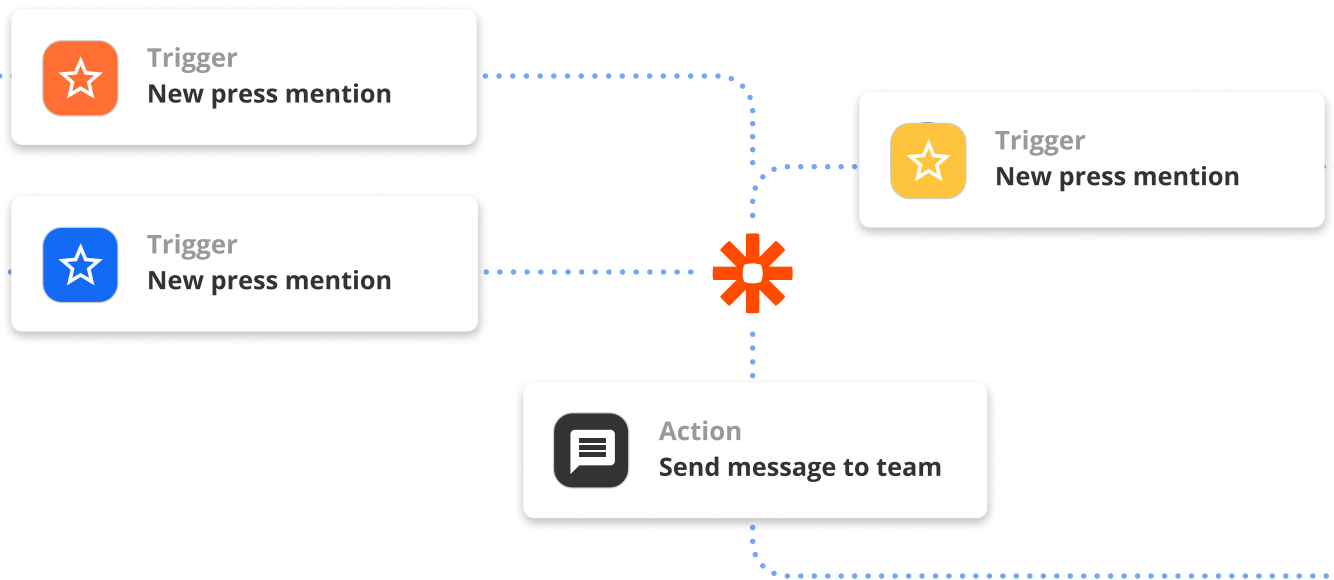 Trigger
New press mention
Trigger
New press mention
Trigger
New press mention
Action
Send message to team